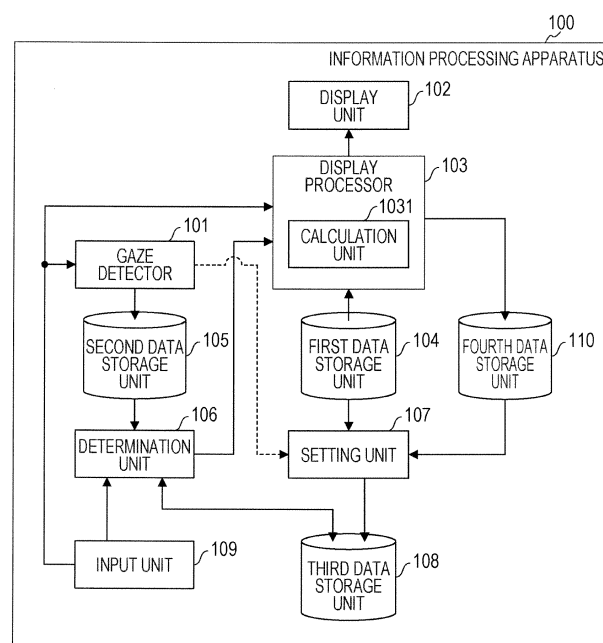 100
INFORMATION PROCESSING APPARATUS
DISPLAY
UNIT
102
DISPLAY
PROCESSOR
103
1031
CALCULATION
UNIT
101
GAZE
DETECTOR
SECOND DATA
STORAGE
UNIT
105
FIRST DATA
STORAGE
UNIT
104
FOURTH DATA
STORAGE
UNIT
110
106
DETERMINATION
UNIT
107
SETTING UNIT
INPUT UNIT
109
THIRD DATA
STORAGE
UNIT
108